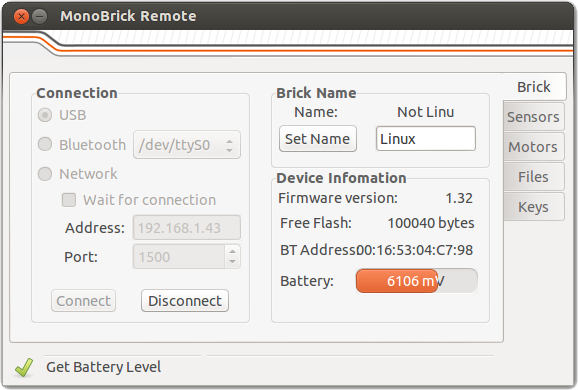 MonoBrick Remote
Connection
USB
Bluetooth /dev/ttyS0
Network
Wait for connection
Address: 192.168.1.43
Port: 1500
Connect Disconnect
Brick Name
Name: Not Linu
Set Name Linux
Device Infomation
Firmware version: 1.32
Free Flash: 100040 bytes
BT Address: 00:16:53:04:C7:98
Battery: 6106 mV
Brick
Sensors
Motors
Files
Keys
Get Battery Level